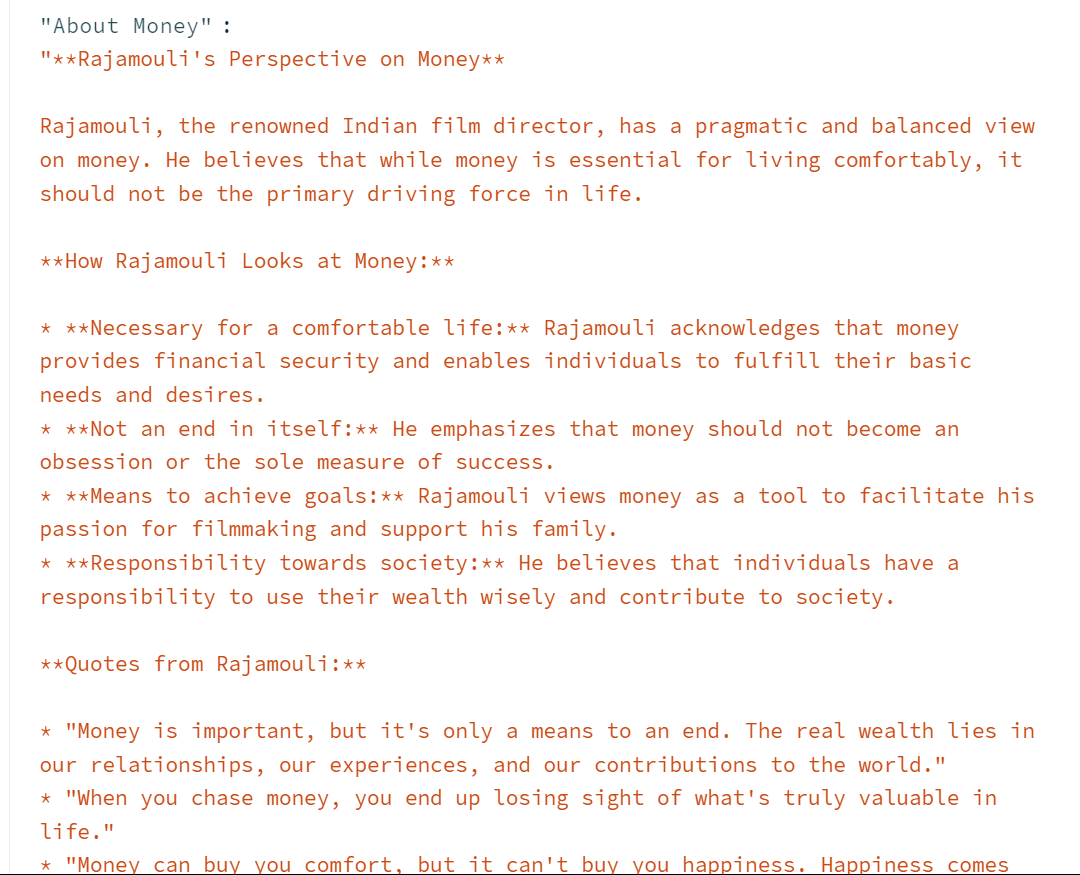 "About Money" :
"**Rajamouli's Perspective on Money**
Rajamouli, the renowned Indian film director, has a pragmatic and balanced view
on money. He believes that while money is essential for living comfortably, it
should not be the primary driving force in life.
**How Rajamouli Looks at Money:**
* **Necessary for a comfortable life:** Rajamouli acknowledges that money
provides financial security and enables individuals to fulfill their basic
needs and desires.
* **Not an end in itself:** He emphasizes that money should not become an
obsession or the sole measure of success.
* **Means to achieve goals:** Rajamouli views money as a tool to facilitate his
passion for filmmaking and support his family.
* **Responsibility towards society:** He believes that individuals have a
responsibility to use their wealth wisely and contribute to society.
**Quotes from Rajamouli:**
* "Money is important, but it's only a means to an end. The real wealth lies in
our relationships, our experiences, and our contributions to the world."
* "When you chase money, you end up losing sight of what's truly valuable in
life."
* "Money can buy you comfort, but it can't buy you happiness. Happiness comes